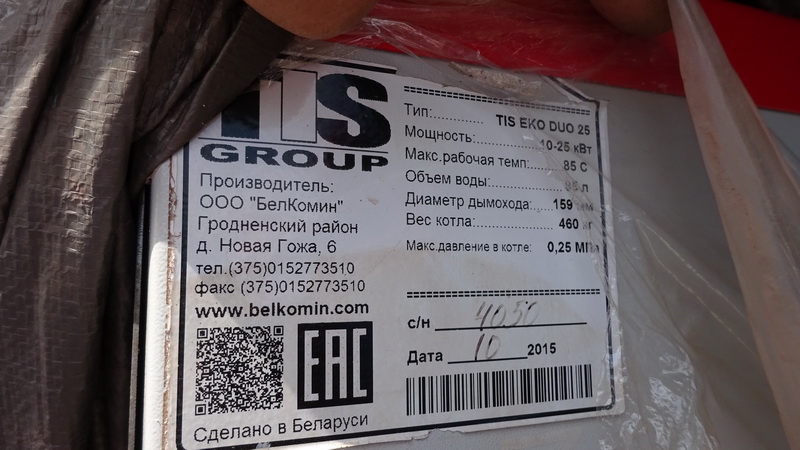 TIS
GROUP
Производитель:
ООО "БелКомин"
Гродненский район
д. Новая Гожа, 6
тел.(375)0152773510
факс (375)0152773510
www.belkomin.com
EAC
Сделано в Беларуси
Тип: TIS EKO DUO 25
Мощность: 10-25 кВт
Макс.рабочая темп: 85 С
Объем воды: л
Диаметр дымохода: 159 мм
Вес котла: 460 кг
Макс.давление в котле: 0,25 МПа
с/н 4050
Дата 10 2015